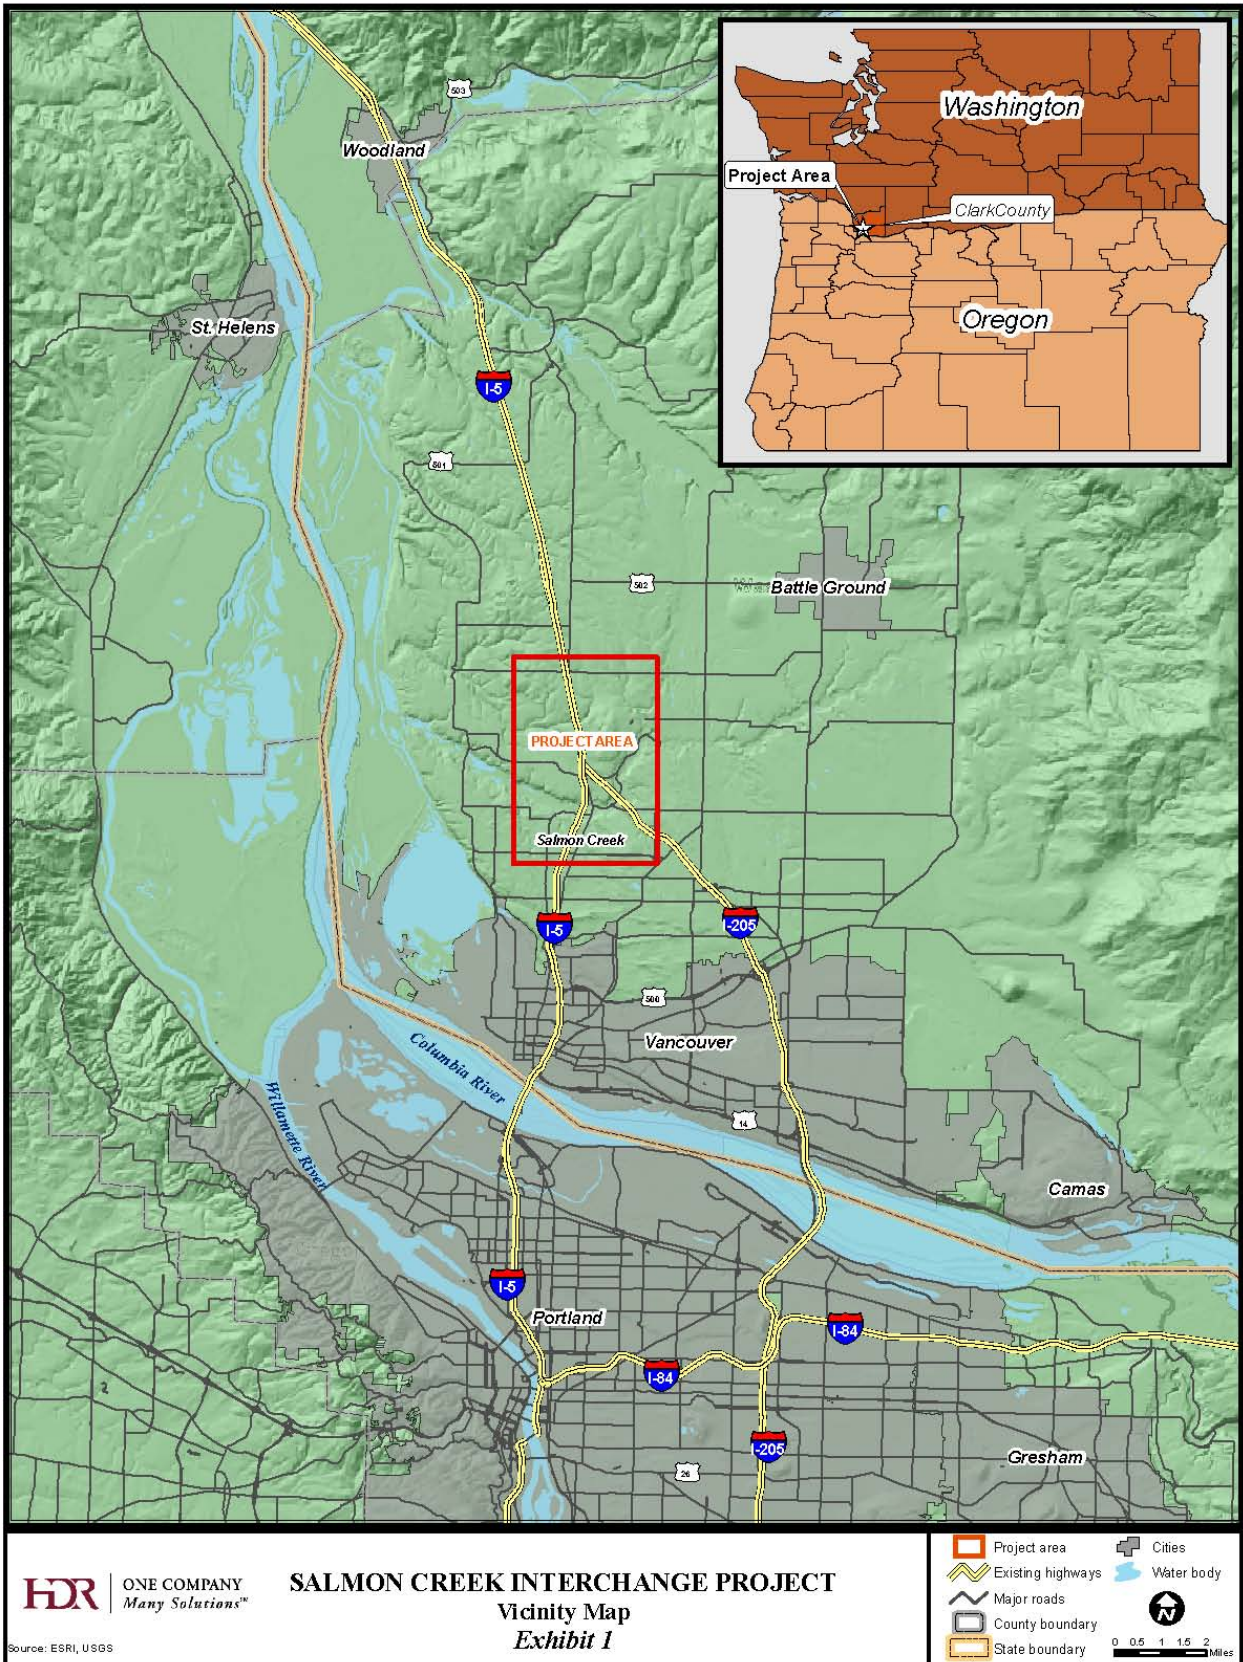 Washington
Project Area
ClarkCounty
Oregon
503
Woodland
St. Helens
I-5
501
502
Battle Ground
PROJECT AREA
Salmon Creek
I-5
I-205
500
Vancouver
Columbia River
Willamette River
14
Camas
I-5
Portland
I-84
I-84
I-205
Gresham
26
HDR
ONE COMPANY
Many Solutions℠
Source: ESRI, USGS
SALMON CREEK INTERCHANGE PROJECT
Vicinity Map
Exhibit 1
Project area
Existing highways
Major roads
County boundary
State boundary
Cities
Water body
N
0 0.5 1 1.5 2
Miles